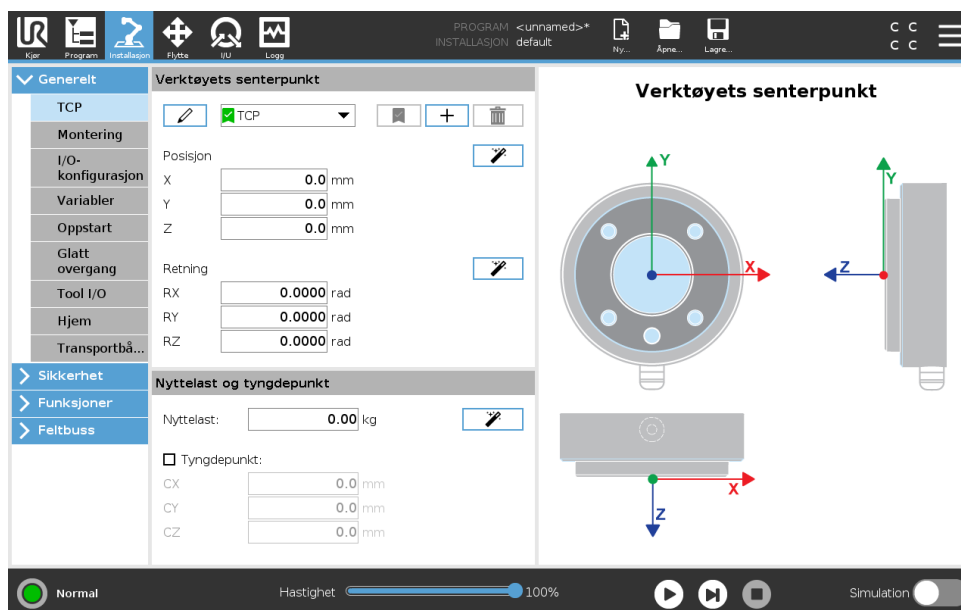 UR
Kjør
Program
Installasjon
Flytte
I/U
Logg
PROGRAM <unnamed>*
INSTALLASJON default
Ny...
Åpne...
Lagre...
C C
C C
Generelt
TCP
Montering
I/O-
konfigurasjon
Variabler
Oppstart
Glatt
overgang
Tool I/O
Hjem
Transportbå...
Sikkerhet
Funksjoner
Feltbuss
Verktøyets senterpunkt
TCP
Posisjon
X 0.0 mm
Y 0.0 mm
Z 0.0 mm
Retning
RX 0.0000 rad
RY 0.0000 rad
RZ 0.0000 rad
Nyttelast og tyngdepunkt
Nyttelast: 0.00 kg
Tyngdepunkt:
CX 0.0 mm
CY 0.0 mm
CZ 0.0 mm
Verktøyets senterpunkt
Y
X
Y
Z
X
Z
Normal
Hastighet 100%
Simulation